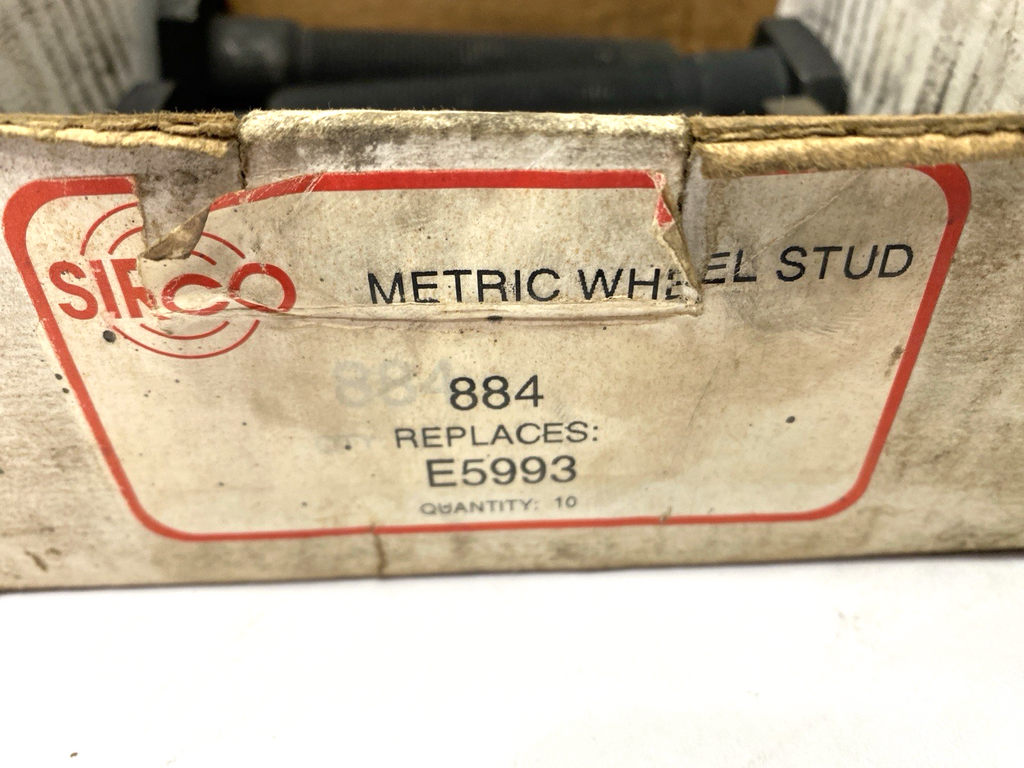 SIRCO
METRIC WHEEL STUD
884
REPLACES:
E5993
QUANTITY: 10